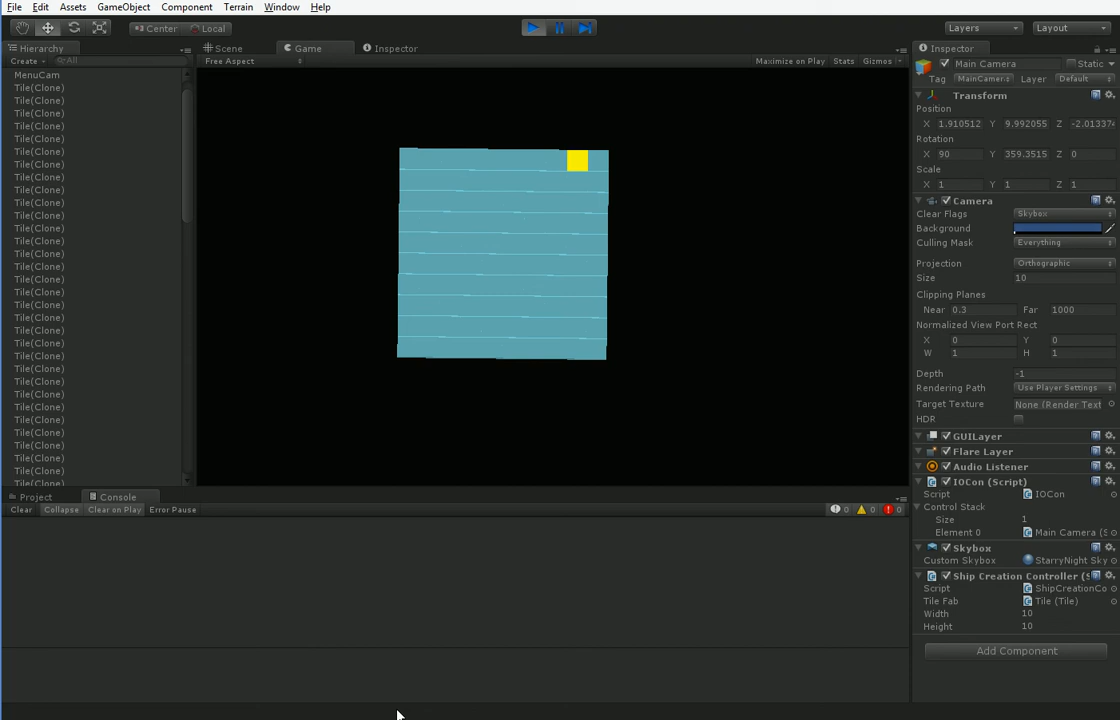 File Edit Assets GameObject Component Terrain Window Help
Center Local Layers Layout
Hierarchy Scene Game Inspector Inspector
Create All Free Aspect Maximize on Play Stats Gizmos Main Camera Static
MenuCam Tag MainCamer Layer Default
Tile(Clone) Transform
Tile(Clone) Position
Tile(Clone) X 1.910512 Y 9.992055 Z -2.013374
Tile(Clone) Rotation
Tile(Clone) X 90 Y 359.3515 Z 0
Tile(Clone) Scale
Tile(Clone) X 1 Y 1 Z 1
Tile(Clone) Camera
Tile(Clone) Clear Flags Skybox
Tile(Clone) Background
Tile(Clone) Culling Mask Everything
Tile(Clone)
Tile(Clone) Projection Orthographic
Tile(Clone) Size 10
Tile(Clone) Clipping Planes
Tile(Clone) Near 0.3 Far 1000
Tile(Clone) Normalized View Port Rect
Tile(Clone) X 0 Y 0
Tile(Clone) W 1 H 1
Tile(Clone)
Tile(Clone) Depth -1
Tile(Clone) Rendering Path Use Player Settings
Tile(Clone) Target Texture None (Render Text
Tile(Clone) HDR
Tile(Clone) GUILayer
Tile(Clone) Flare Layer
Tile(Clone) Audio Listener
Tile(Clone) IOCon (Script)
Project Console Script IOCon
Clear Collapse Clear on Play Error Pause 0 0 0 Control Stack
Size 1
Element 0 Main Camera (S
Skybox
Custom Skybox StarryNight Sky
Ship Creation Controller (S
Script ShipCreationCo
Tile Fab Tile (Tile)
Width 10
Height 10
Add Component